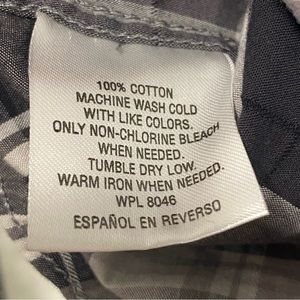 100% COTTON
MACHINE WASH COLD
WITH LIKE COLORS.
ONLY NON-CHLORINE BLEACH
WHEN NEEDED.
TUMBLE DRY LOW.
WARM IRON WHEN NEEDED.
WPL 8046
ESPAÑOL EN REVERSO